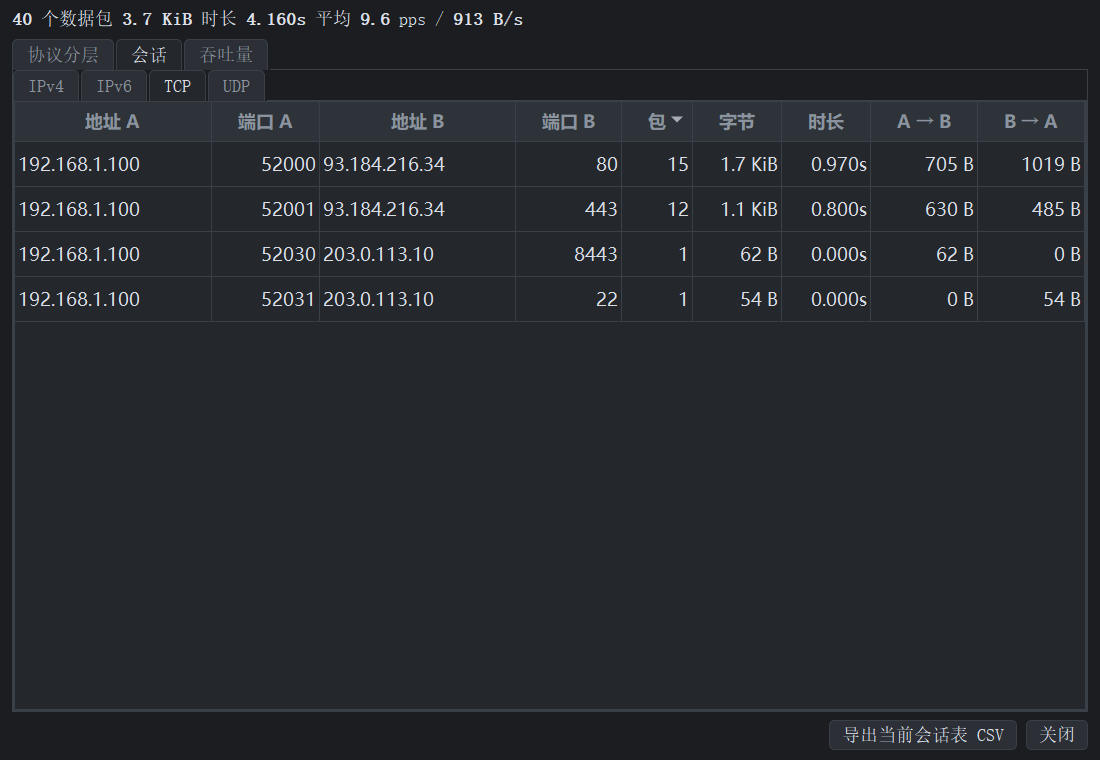 40 个数据包 3.7 KiB 时长 4.160s 平均 9.6 pps / 913 B/s
协议分层 会话 吞吐量
IPv4 IPv6 TCP UDP
地址 A 端口 A 地址 B 端口 B 包 字节 时长 A → B B → A
192.168.1.100 52000 93.184.216.34 80 15 1.7 KiB 0.970s 705 B 1019 B
192.168.1.100 52001 93.184.216.34 443 12 1.1 KiB 0.800s 630 B 485 B
192.168.1.100 52030 203.0.113.10 8443 1 62 B 0.000s 62 B 0 B
192.168.1.100 52031 203.0.113.10 22 1 54 B 0.000s 0 B 54 B
导出当前会话表 CSV 关闭